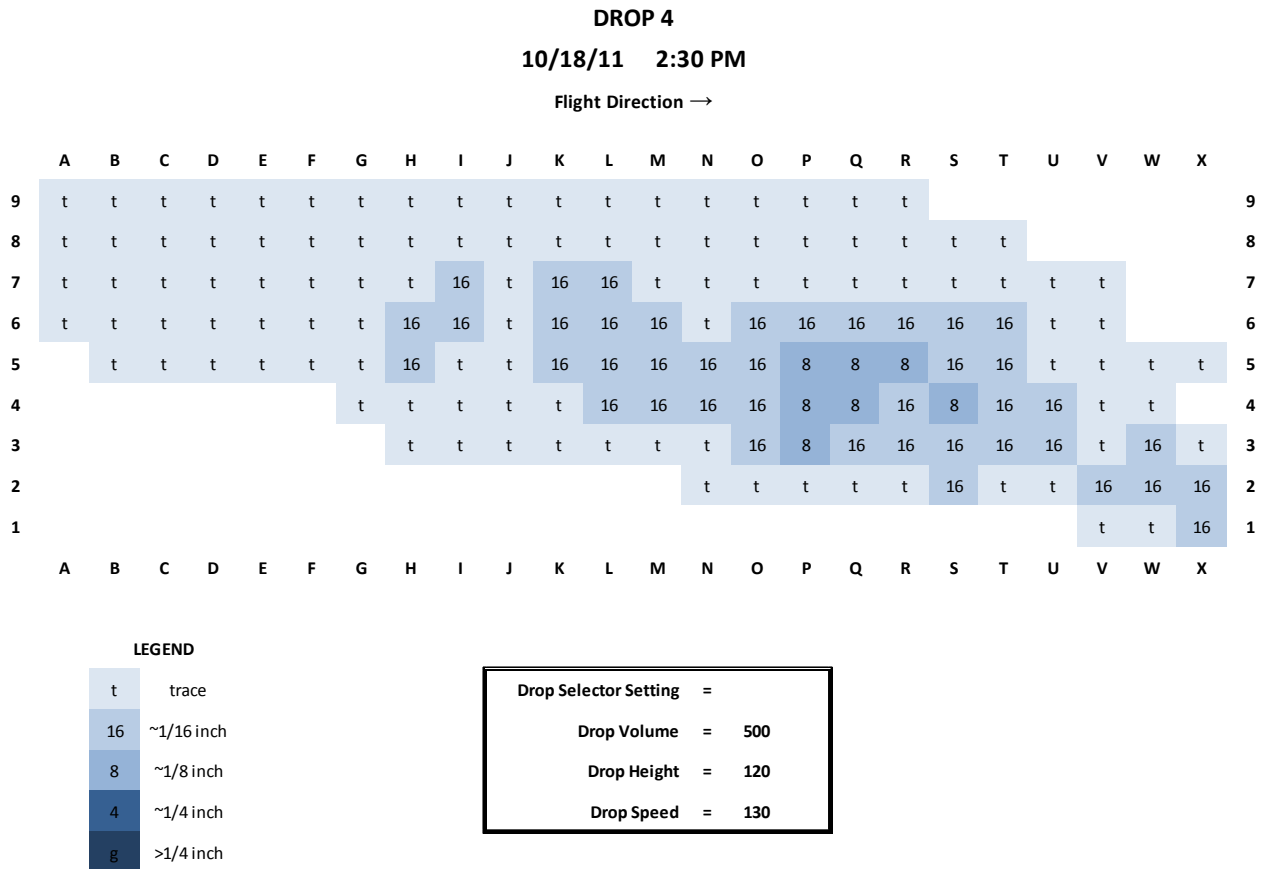 DROP 4
10/18/11 2:30 PM
Flight Direction →
A B C D E F G H I J K L M N O P Q R S T U V W X
9 t t t t t t t t t t t t t t t t t t 9
8 t t t t t t t t t t t t t t t t t t t t 8
7 t t t t t t t t 16 t 16 16 t t t t t t t t t t 7
6 t t t t t t t 16 16 t 16 16 16 t 16 16 16 16 16 16 t t 6
5 t t t t t t 16 t t 16 16 16 16 16 8 8 8 16 16 t t t t 5
4 t t t t t 16 16 16 16 8 8 16 8 16 16 t t 4
3 t t t t t t t 16 8 16 16 16 16 16 t 16 t 3
2 t t t t t 16 t t 16 16 16 2
1 t t 16 1
A B C D E F G H I J K L M N O P Q R S T U V W X
LEGEND
t trace
16 ~1/16 inch
8 ~1/8 inch
4 ~1/4 inch
g >1/4 inch
Drop Selector Setting =
Drop Volume = 500
Drop Height = 120
Drop Speed = 130